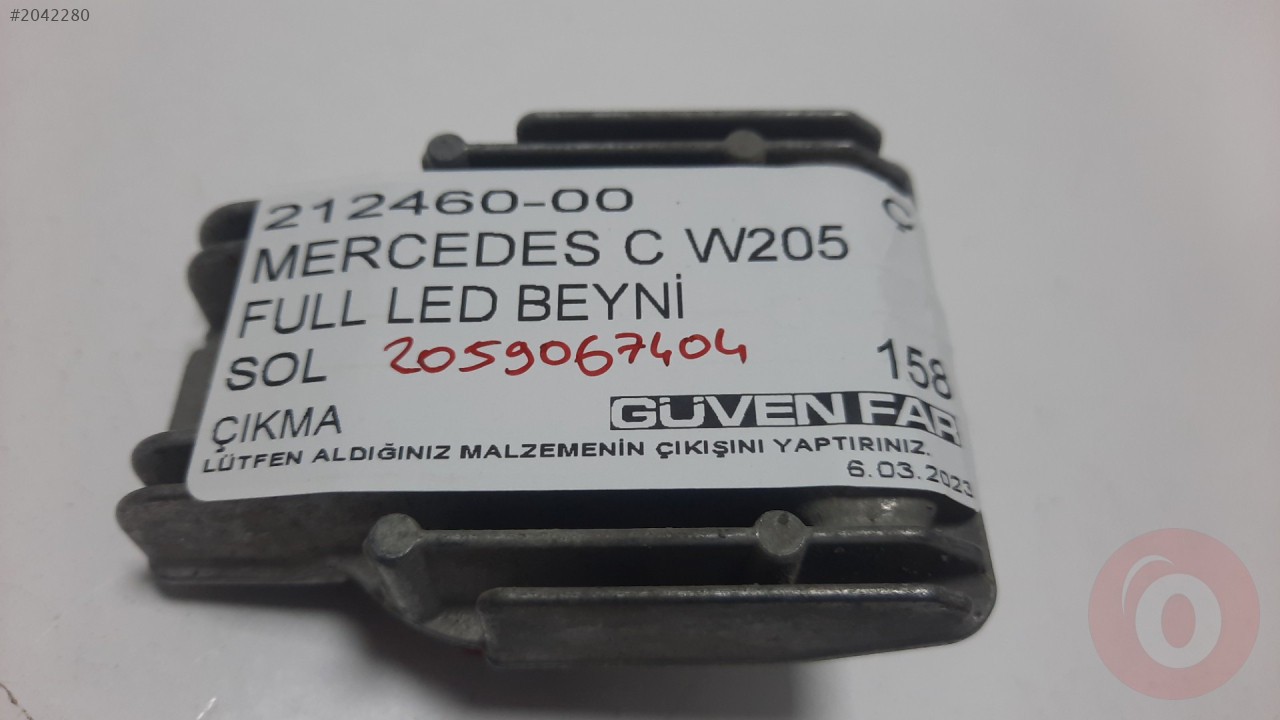 #2042280
212460-00
MERCEDES C W205
FULL LED BEYNİ
SOL 2059067404 158
ÇIKMA GÜVEN FAR
LÜTFEN ALDIĞINIZ MALZEMENİN ÇIKIŞINI YAPTIRINIZ.
6.03.2023